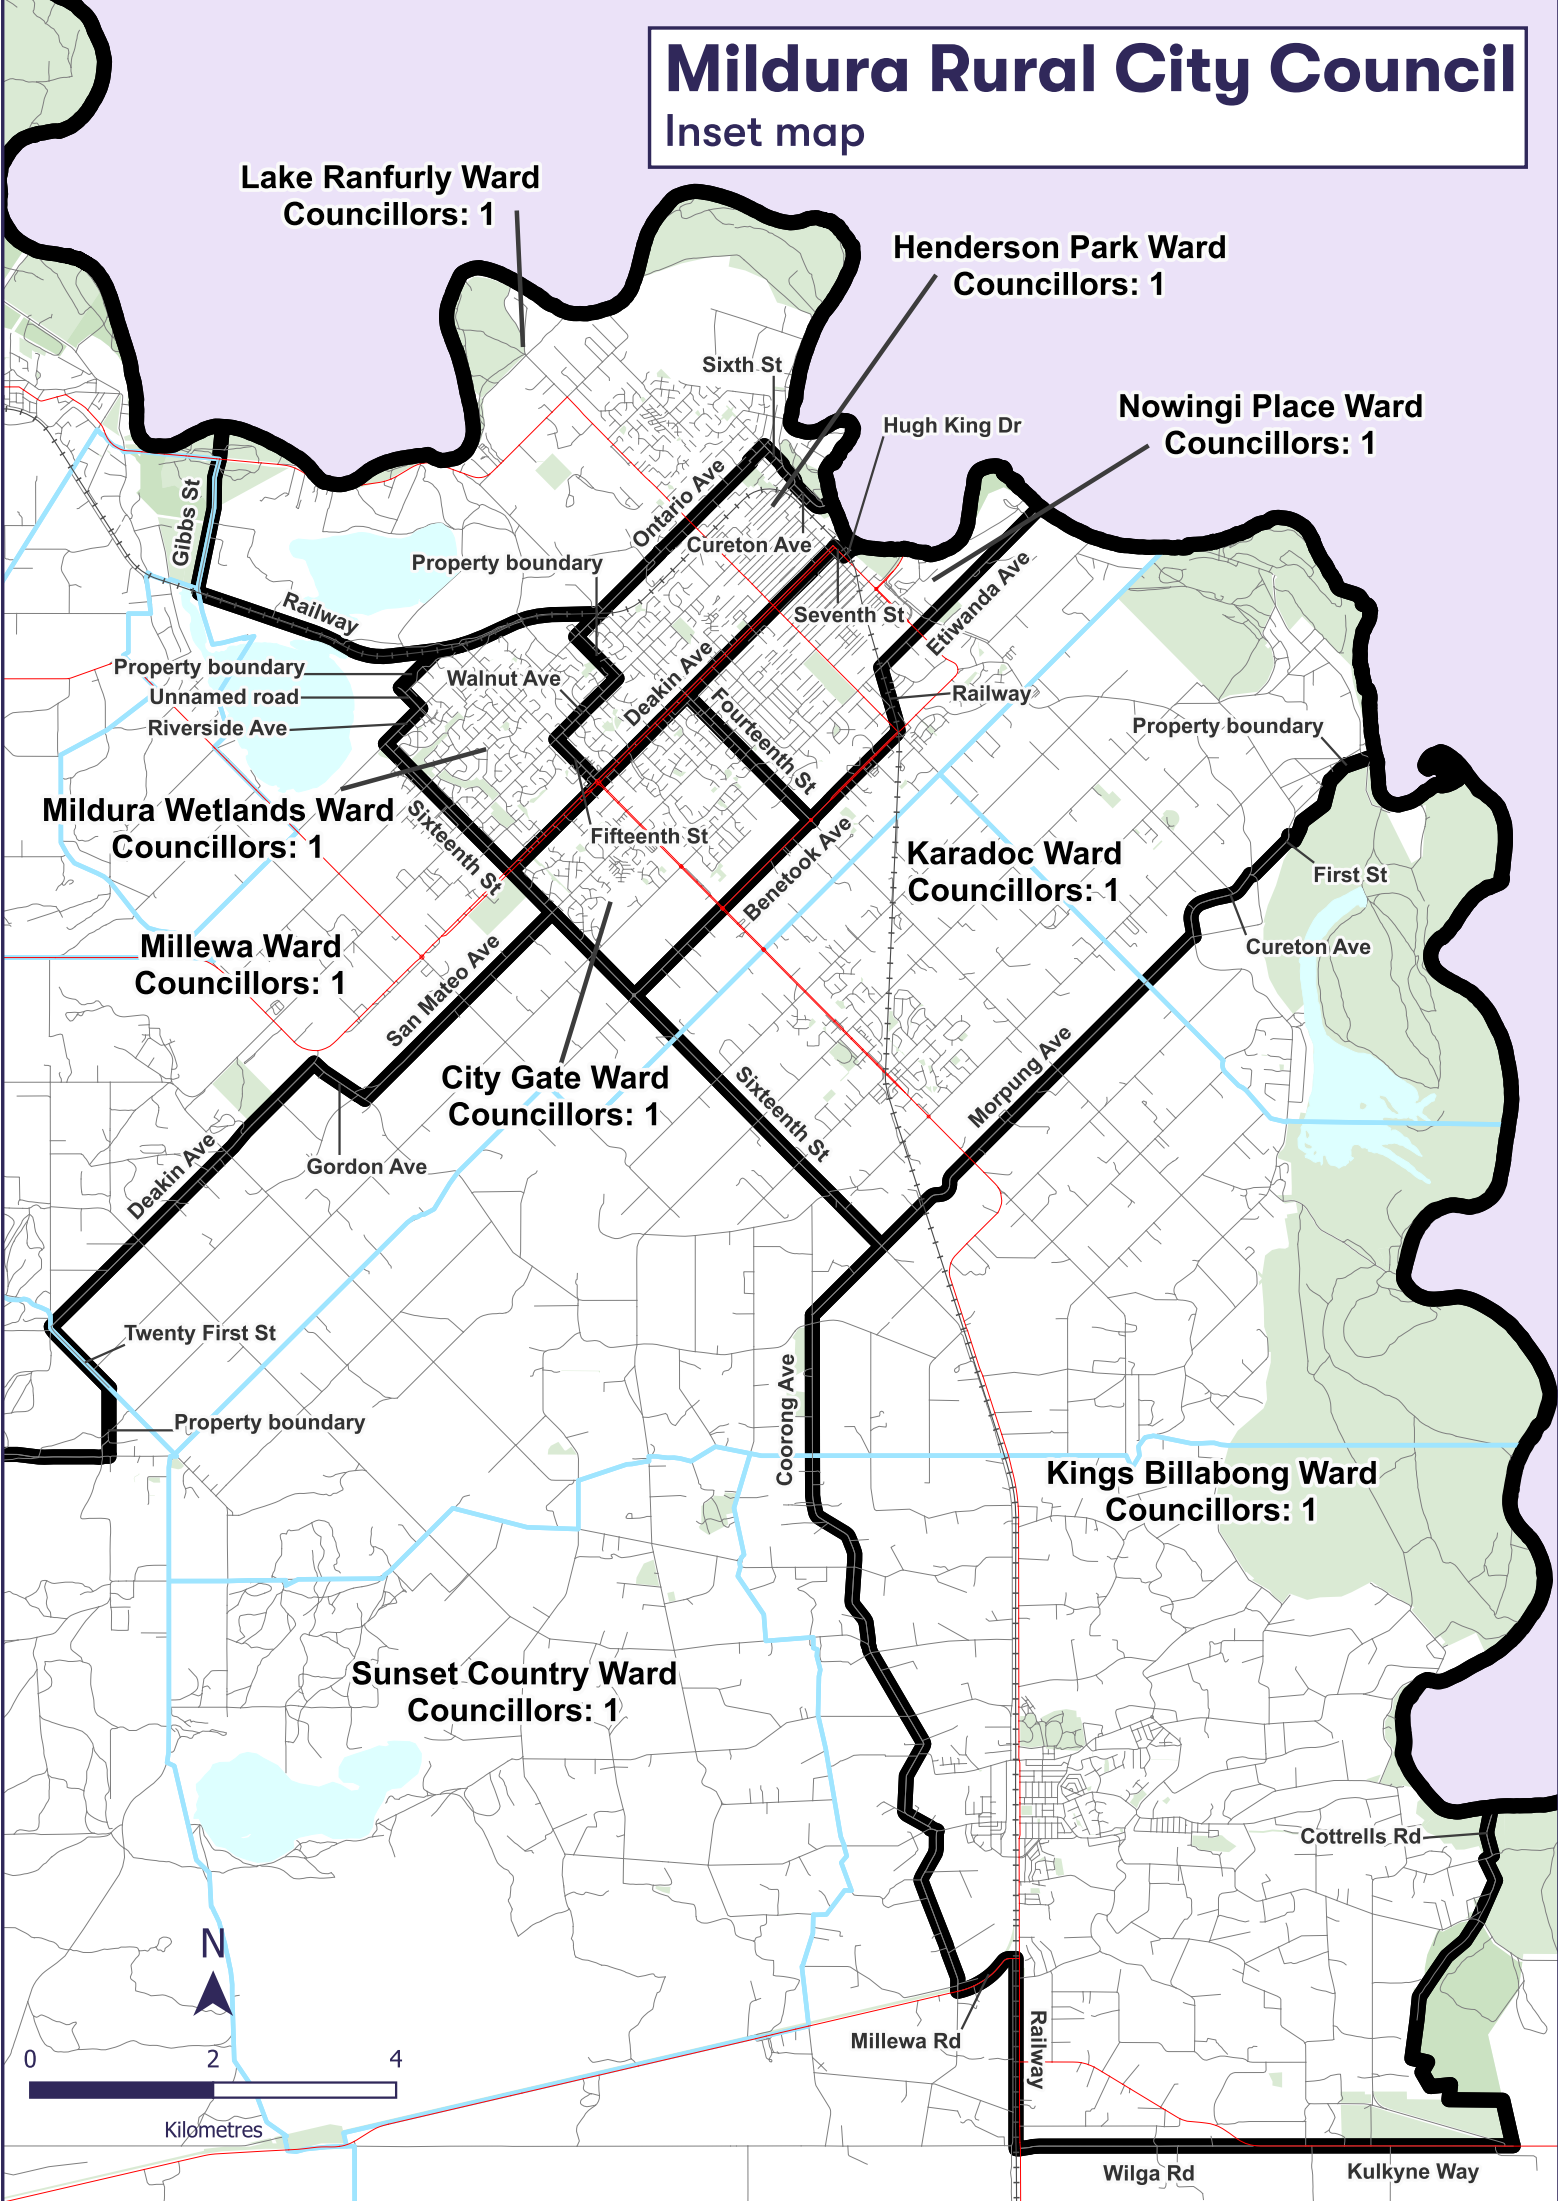 Mildura Rural City Council
Inset map
Lake Ranfurly Ward
Councillors: 1
Henderson Park Ward
Councillors: 1
Sixth St
Nowingi Place Ward
Councillors: 1
Hugh King Dr
Ontario Ave
Gibbs St
Cureton Ave
Property boundary
Railway
Seventh St
Etiwanda Ave
Property boundary
Unnamed road
Riverside Ave
Walnut Ave
Deakin Ave
Railway
Fourteenth St
Property boundary
Mildura Wetlands Ward
Councillors: 1
Sixteenth St
Fifteenth St
Benetook Ave
Karadoc Ward
Councillors: 1
First St
Cureton Ave
Millewa Ward
Councillors: 1
San Mateo Ave
City Gate Ward
Councillors: 1
Sixteenth St
Morpung Ave
Deakin Ave
Gordon Ave
Twenty First St
Property boundary
Coorong Ave
Kings Billabong Ward
Councillors: 1
Sunset Country Ward
Councillors: 1
Cottrells Rd
N
0 2 4
Kilometres
Millewa Rd
Railway
Wilga Rd
Kulkyne Way